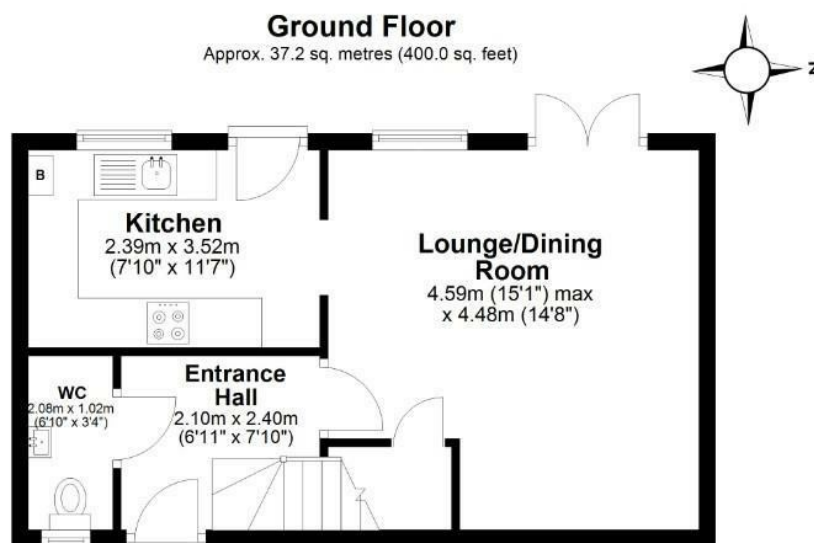 Ground Floor
Approx. 37.2 sq. metres (400.0 sq. feet)
Z
B
Kitchen
2.39m x 3.52m
(7'10" x 11'7")
Lounge/Dining
Room
4.59m (15'1") max
x 4.48m (14'8")
WC
2.08m x 1.02m
(6'10" x 3'4")
Entrance
Hall
2.10m x 2.40m
(6'11" x 7'10")